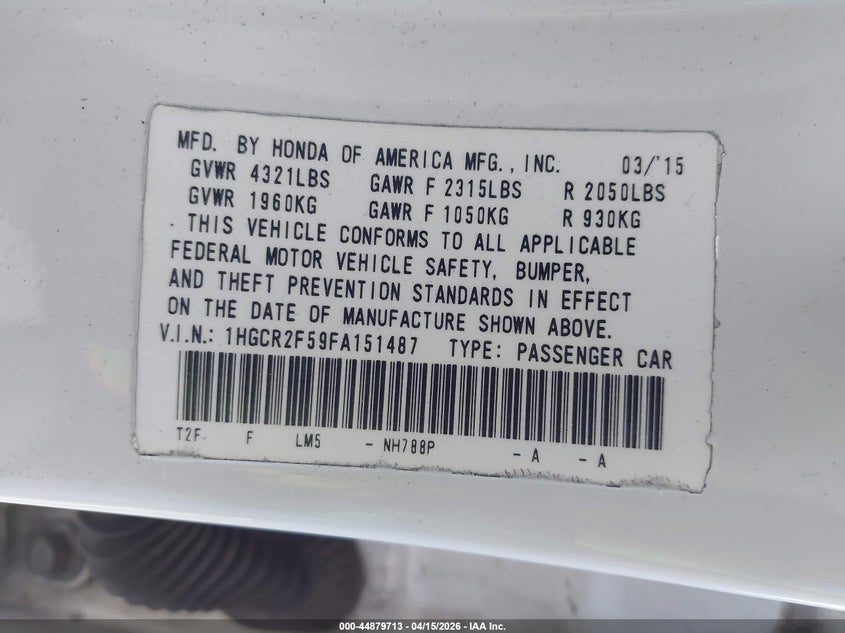 MFD. BY HONDA OF AMERICA MFG., INC. 03/'15
GVWR 4321LBS GAWR F 2315LBS R 2050LBS
GVWR 1960KG GAWR F 1050KG R 930KG
THIS VEHICLE CONFORMS TO ALL APPLICABLE
FEDERAL MOTOR VEHICLE SAFETY, BUMPER,
AND THEFT PREVENTION STANDARDS IN EFFECT
ON THE DATE OF MANUFACTURE SHOWN ABOVE.
V.I.N.: 1HGCR2F59FA151487 TYPE: PASSENGER CAR
T2F F LM5 - NH788P - A - A
000-44879713 - 04/15/2026 - IAA Inc.